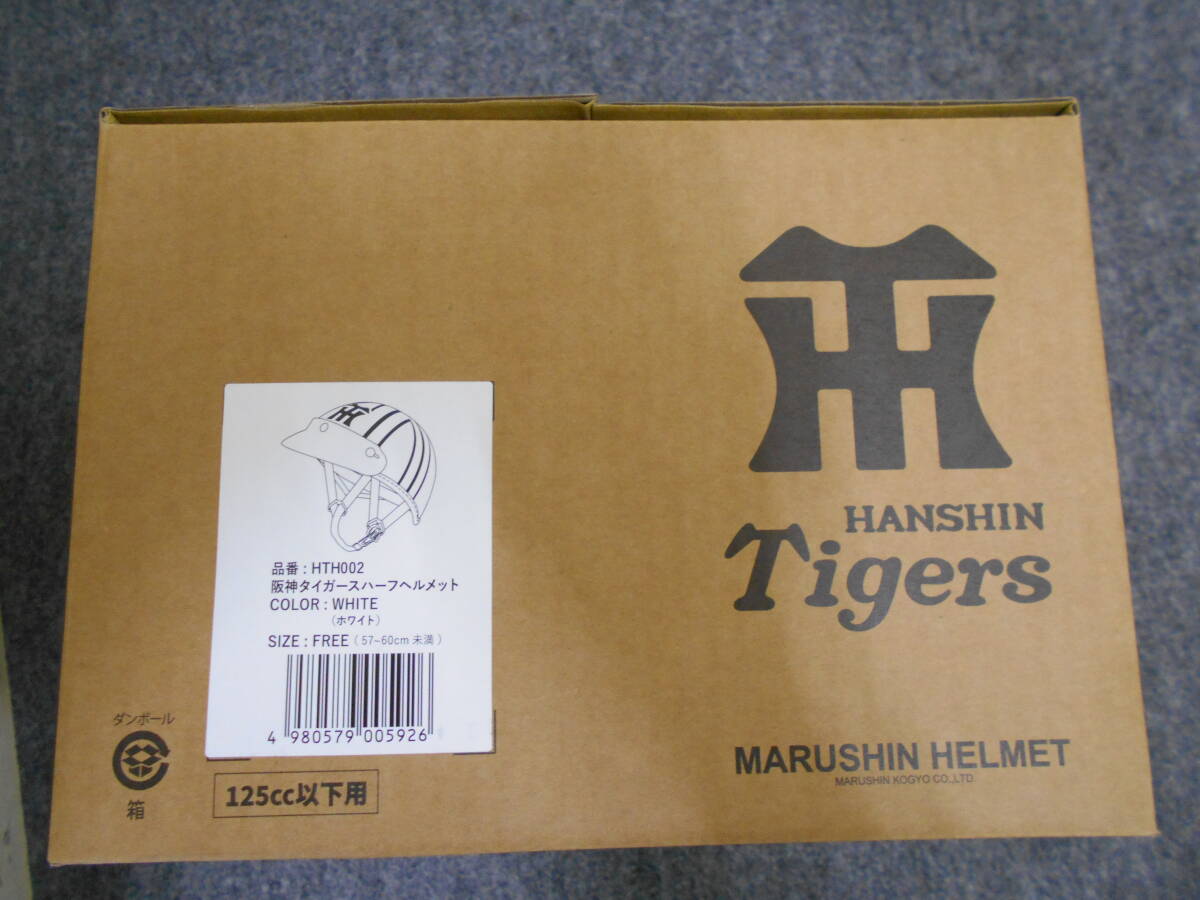 HANSHIN
Tigers
品番 : HTH002
阪神タイガースハーフヘルメット
COLOR : WHITE
(ホワイト)
SIZE : FREE ( 57~60cm 未満 )
4 980579 005926
ダンボール
箱
125cc以下用
MARUSHIN HELMET
MARUSHIN KOGYO CO.,LTD.